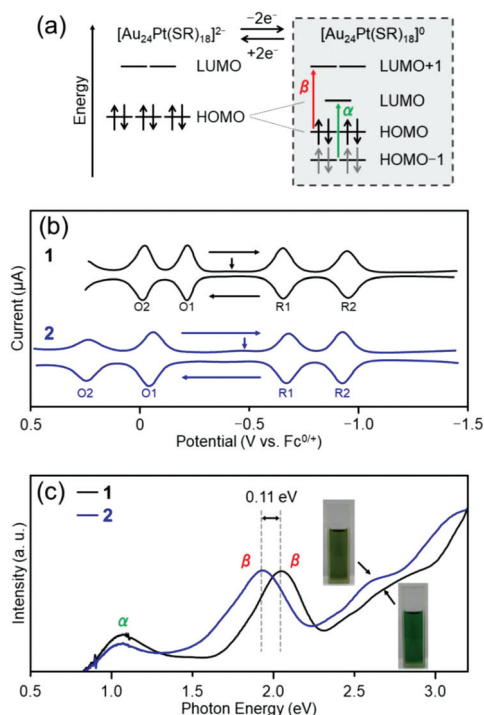 (a)
[Au24Pt(SR)18]2−
−2e−
+2e−
[Au24Pt(SR)18]0
Energy
LUMO
HOMO
LUMO+1
β
LUMO
α
HOMO
HOMO−1
(b)
1
O2 O1 R1 R2
2
O2 O1 R1 R2
Current (μA)
0.5 0 −0.5 −1.0 −1.5
Potential (V vs. Fc0/+)
(c)
1
2
0.11 eV
β β
α
Intensity (a. u.)
0.5 1.0 1.5 2.0 2.5 3.0
Photon Energy (eV)